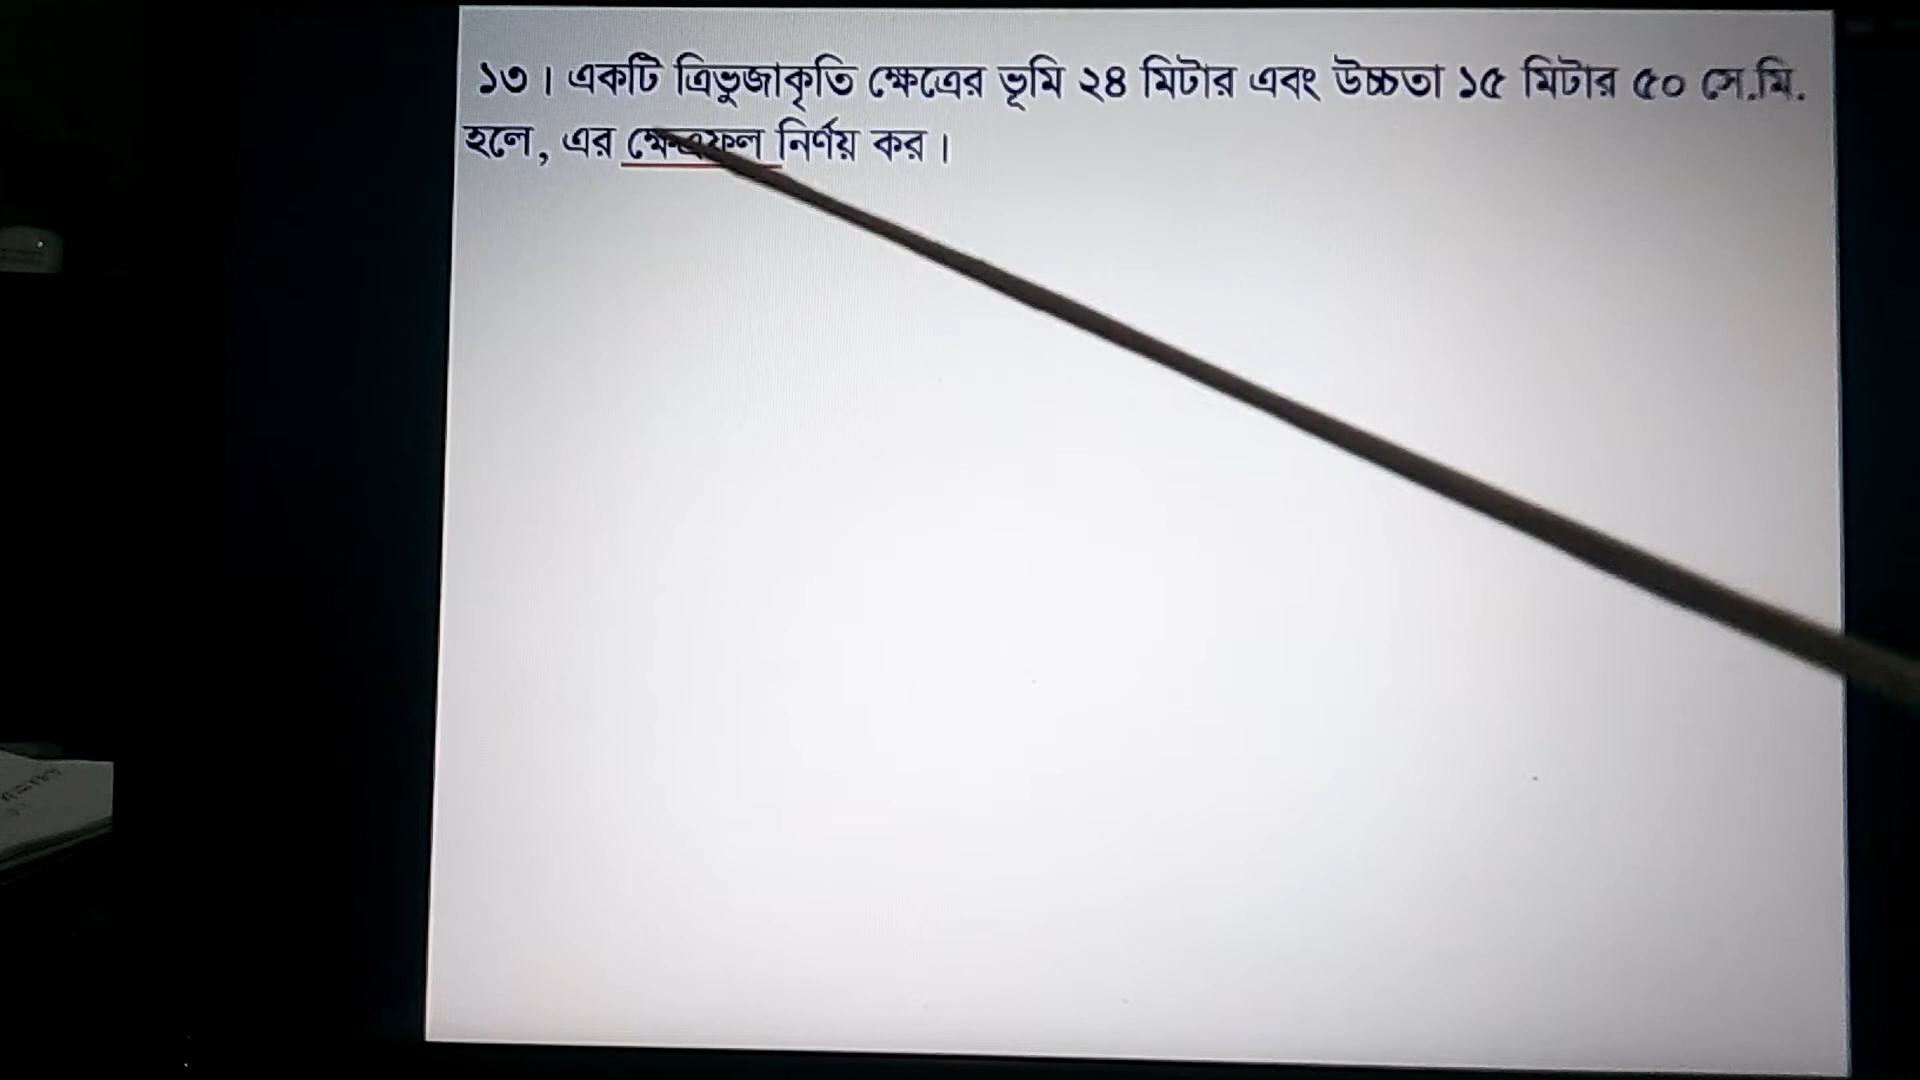 ১৩। একটি ত্রিভুজাকৃতি ক্ষেত্রের ভূমি ২৪ মিটার এবং উচ্চতা ১৫ মিটার ৫০ সে.মি.
হলে, এর ক্ষেত্রফল নির্ণয় কর।